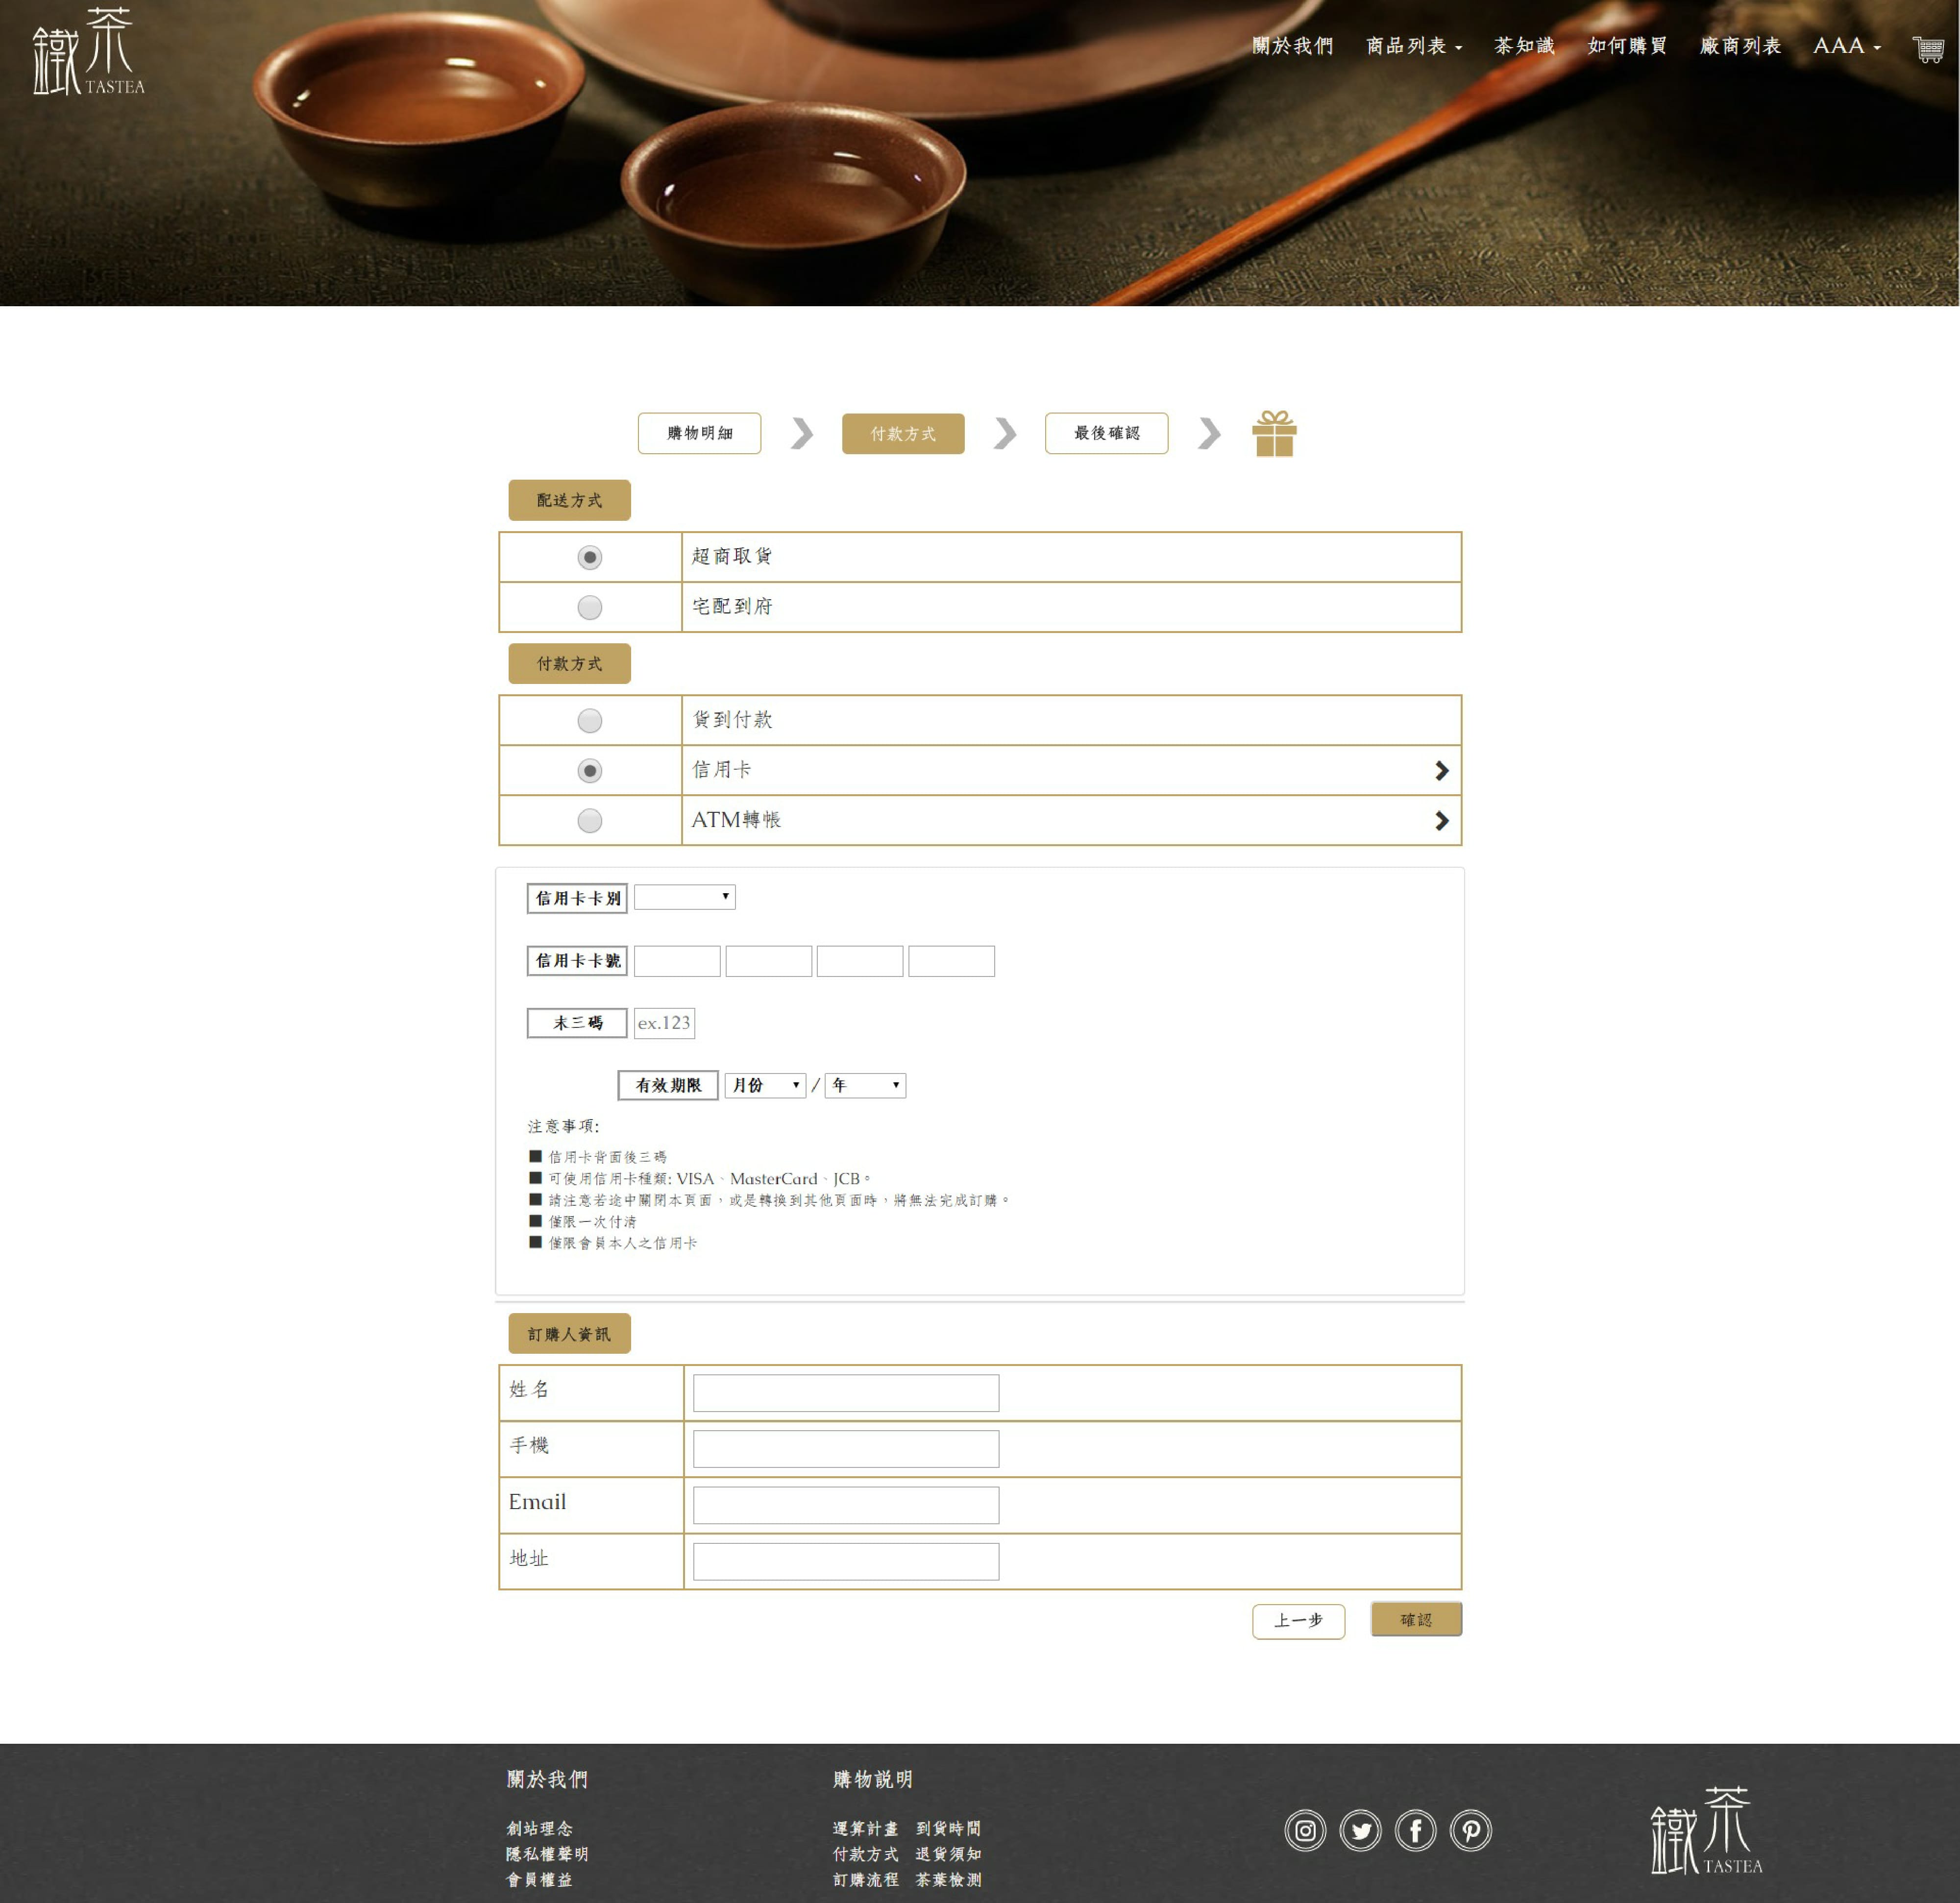 鐵茶
TASTEA
關於我們 商品列表 茶知識 如何購買 廠商列表 AAA
購物明細 付款方式 最後確認
配送方式
超商取貨
宅配到府
付款方式
貨到付款
信用卡
ATM轉帳
信用卡卡別
信用卡卡號
末三碼 ex.123
有效期限 月份 / 年
注意事項:
■ 信用卡背面後三碼
■ 可使用信用卡種類: VISA、MasterCard、JCB。
■ 請注意若途中關閉本頁面，或是轉換到其他頁面時，將無法完成訂購。
■ 僅限一次付清
■ 僅限會員本人之信用卡
訂購人資訊
姓名
手機
Email
地址
上一步 確認
關於我們 購物説明
創站理念 運算計畫 到貨時間
隱私權聲明 付款方式 退貨須知
會員權益 訂購流程 茶葉檢測
鐵茶
TASTEA